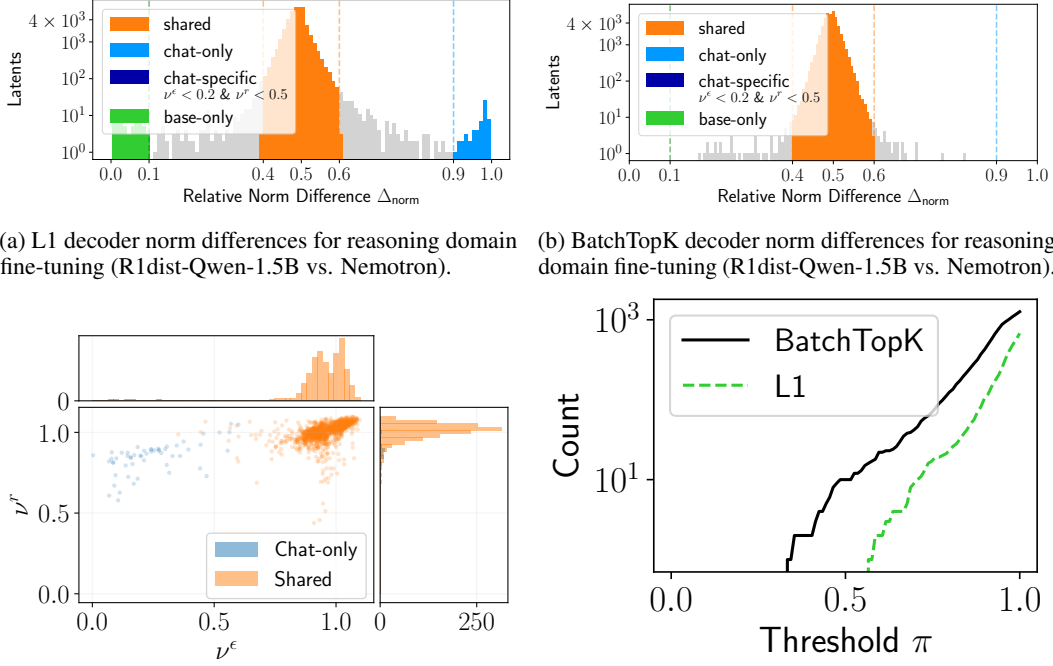 4 × 10³
10³
10²
10¹
10⁰
Latents
shared
chat-only
chat-specific
νᵉ < 0.2 & νʳ < 0.5
base-only
0.0 0.1 0.4 0.5 0.6 0.9 1.0
Relative Norm Difference Δnorm
4 × 10³
10³
10²
10¹
10⁰
Latents
shared
chat-only
chat-specific
νᵉ < 0.2 & νʳ < 0.5
base-only
0.0 0.1 0.4 0.5 0.6 0.9 1.0
Relative Norm Difference Δnorm
(a) L1 decoder norm differences for reasoning domain
fine-tuning (R1dist-Qwen-1.5B vs. Nemotron).
(b) BatchTopK decoder norm differences for reasoning
domain fine-tuning (R1dist-Qwen-1.5B vs. Nemotron).
0
1.0
0.5
0.0
νʳ
Chat-only
Shared
0.0 0.5 1.0
νᵉ
0 250
10³
10¹
Count
BatchTopK
L1
0.0 0.5 1.0
Threshold π